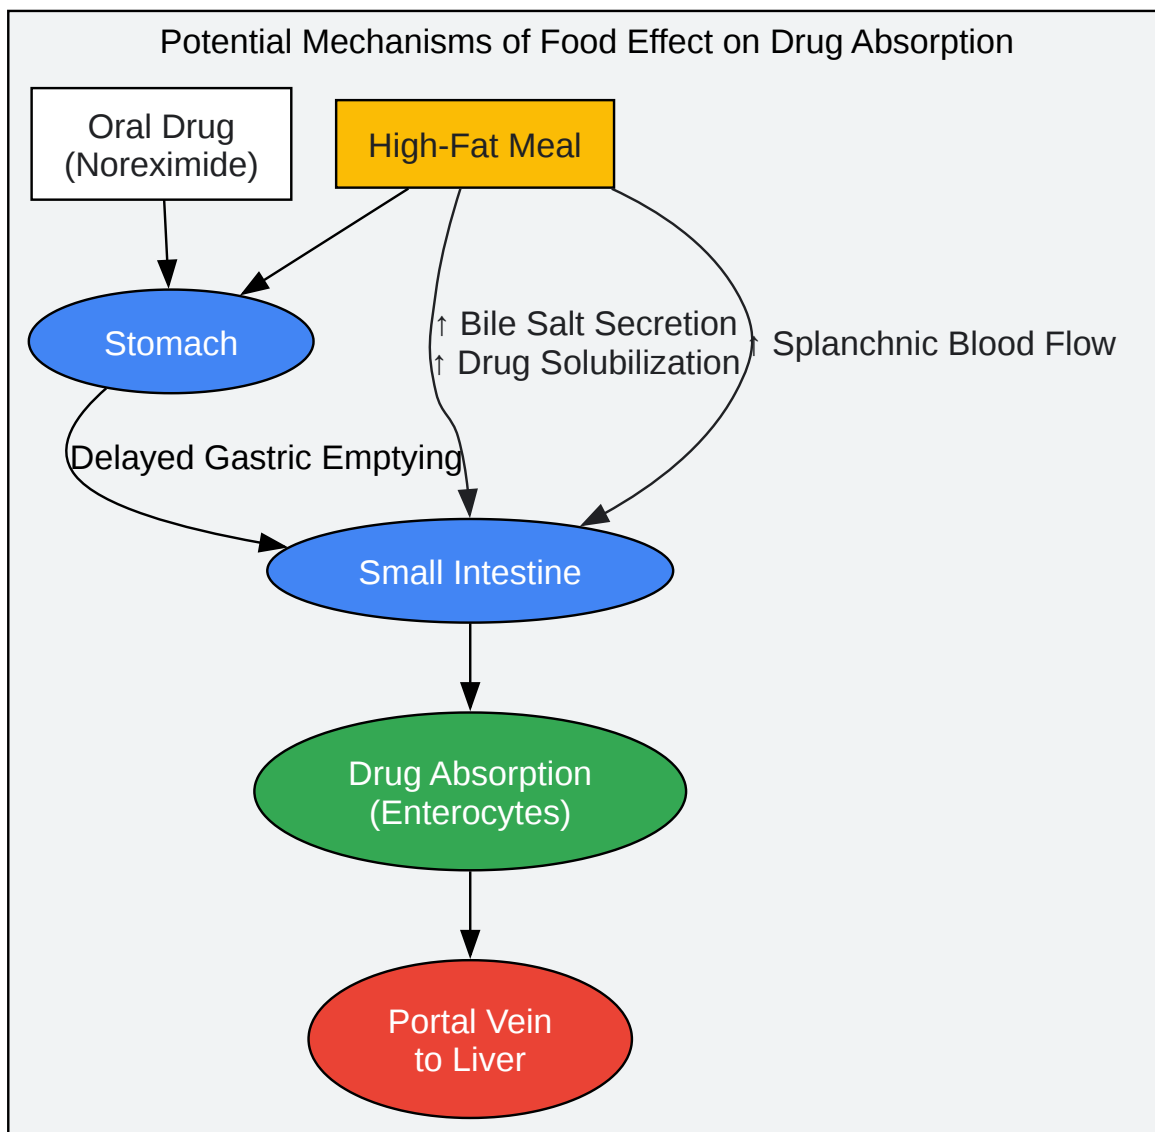 Potential Mechanisms of Food Effect on Drug Absorption
Oral Drug
(Noreximide)
High-Fat Meal
Stomach
↑ Bile Salt Secretion
↑ Drug Solubilization
↑ Splanchnic Blood Flow
Delayed Gastric Emptying
Small Intestine
Drug Absorption
(Enterocytes)
Portal Vein
to Liver